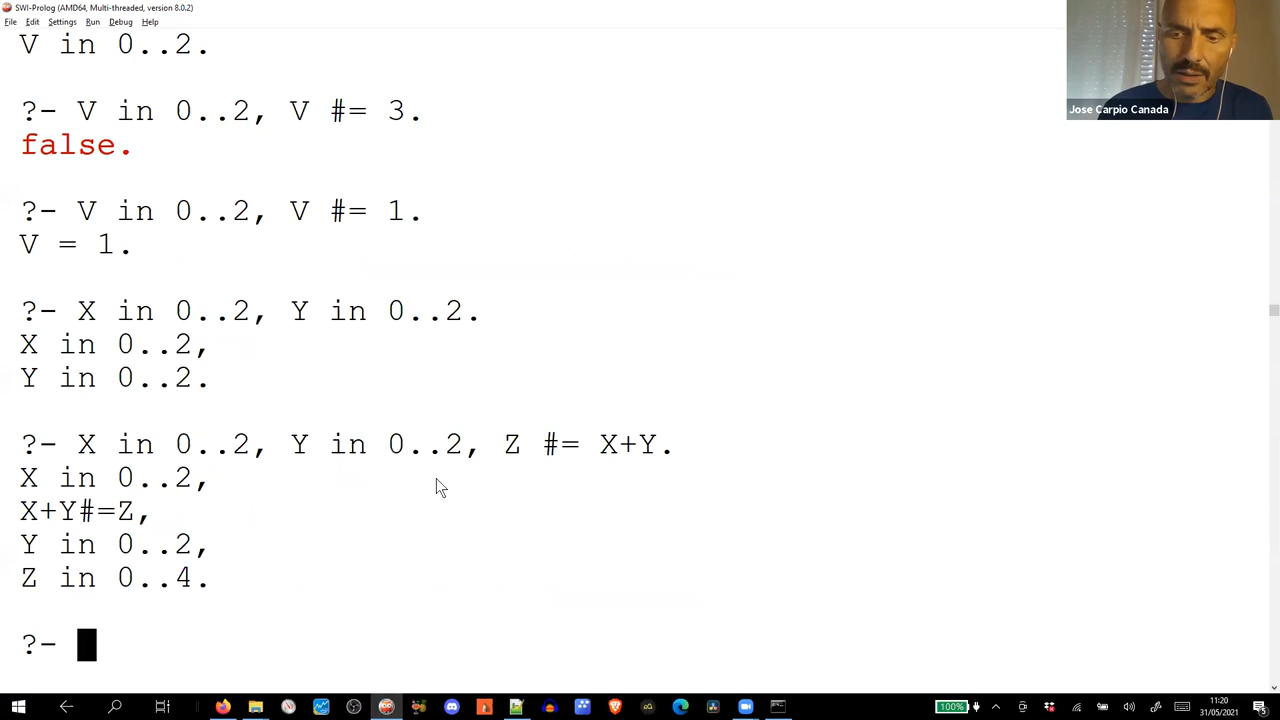 SWI-Prolog (AMD64, Multi-threaded, version 8.0.2)
File Edit Settings Run Debug Help
V in 0..2.
?- V in 0..2, V #= 3.
false.
?- V in 0..2, V #= 1.
V = 1.
?- X in 0..2, Y in 0..2.
X in 0..2,
Y in 0..2.
?- X in 0..2, Y in 0..2, Z #= X+Y.
X in 0..2,
X+Y#=Z,
Y in 0..2,
Z in 0..4.
?-
Jose Carpio Canada
100%
11:20
31/05/2021